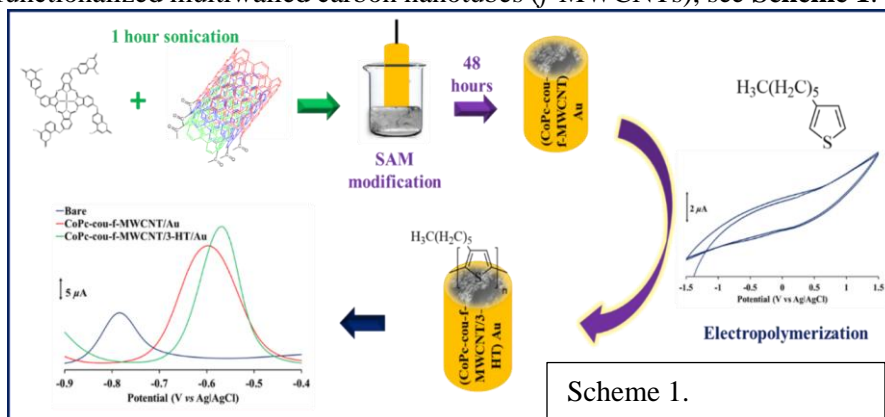 functionalized multiwalled carbon nanotubes (f-MWCNTs), see Scheme 1.
1 hour sonication
+
SAM
modification
48
hours
(CoPc-cou-
f-MWCNT)
Au
H₃C(H₂C)₅
S
2 µA
-1.5 -1 -0.5 0 0.5 1 1.5
Potential (V vs Ag|AgCl)
Electropolymerization
H₃C(H₂C)₅
S
n
(CoPc-cou-f-
MWCNT/3-
HT) Au
Bare
CoPc-cou-f-MWCNT/Au
CoPc-cou-f-MWCNT/3-HT/Au
5 µA
-0.9 -0.8 -0.7 -0.6 -0.5 -0.4
Potential (V vs Ag|AgCl)
Scheme 1.